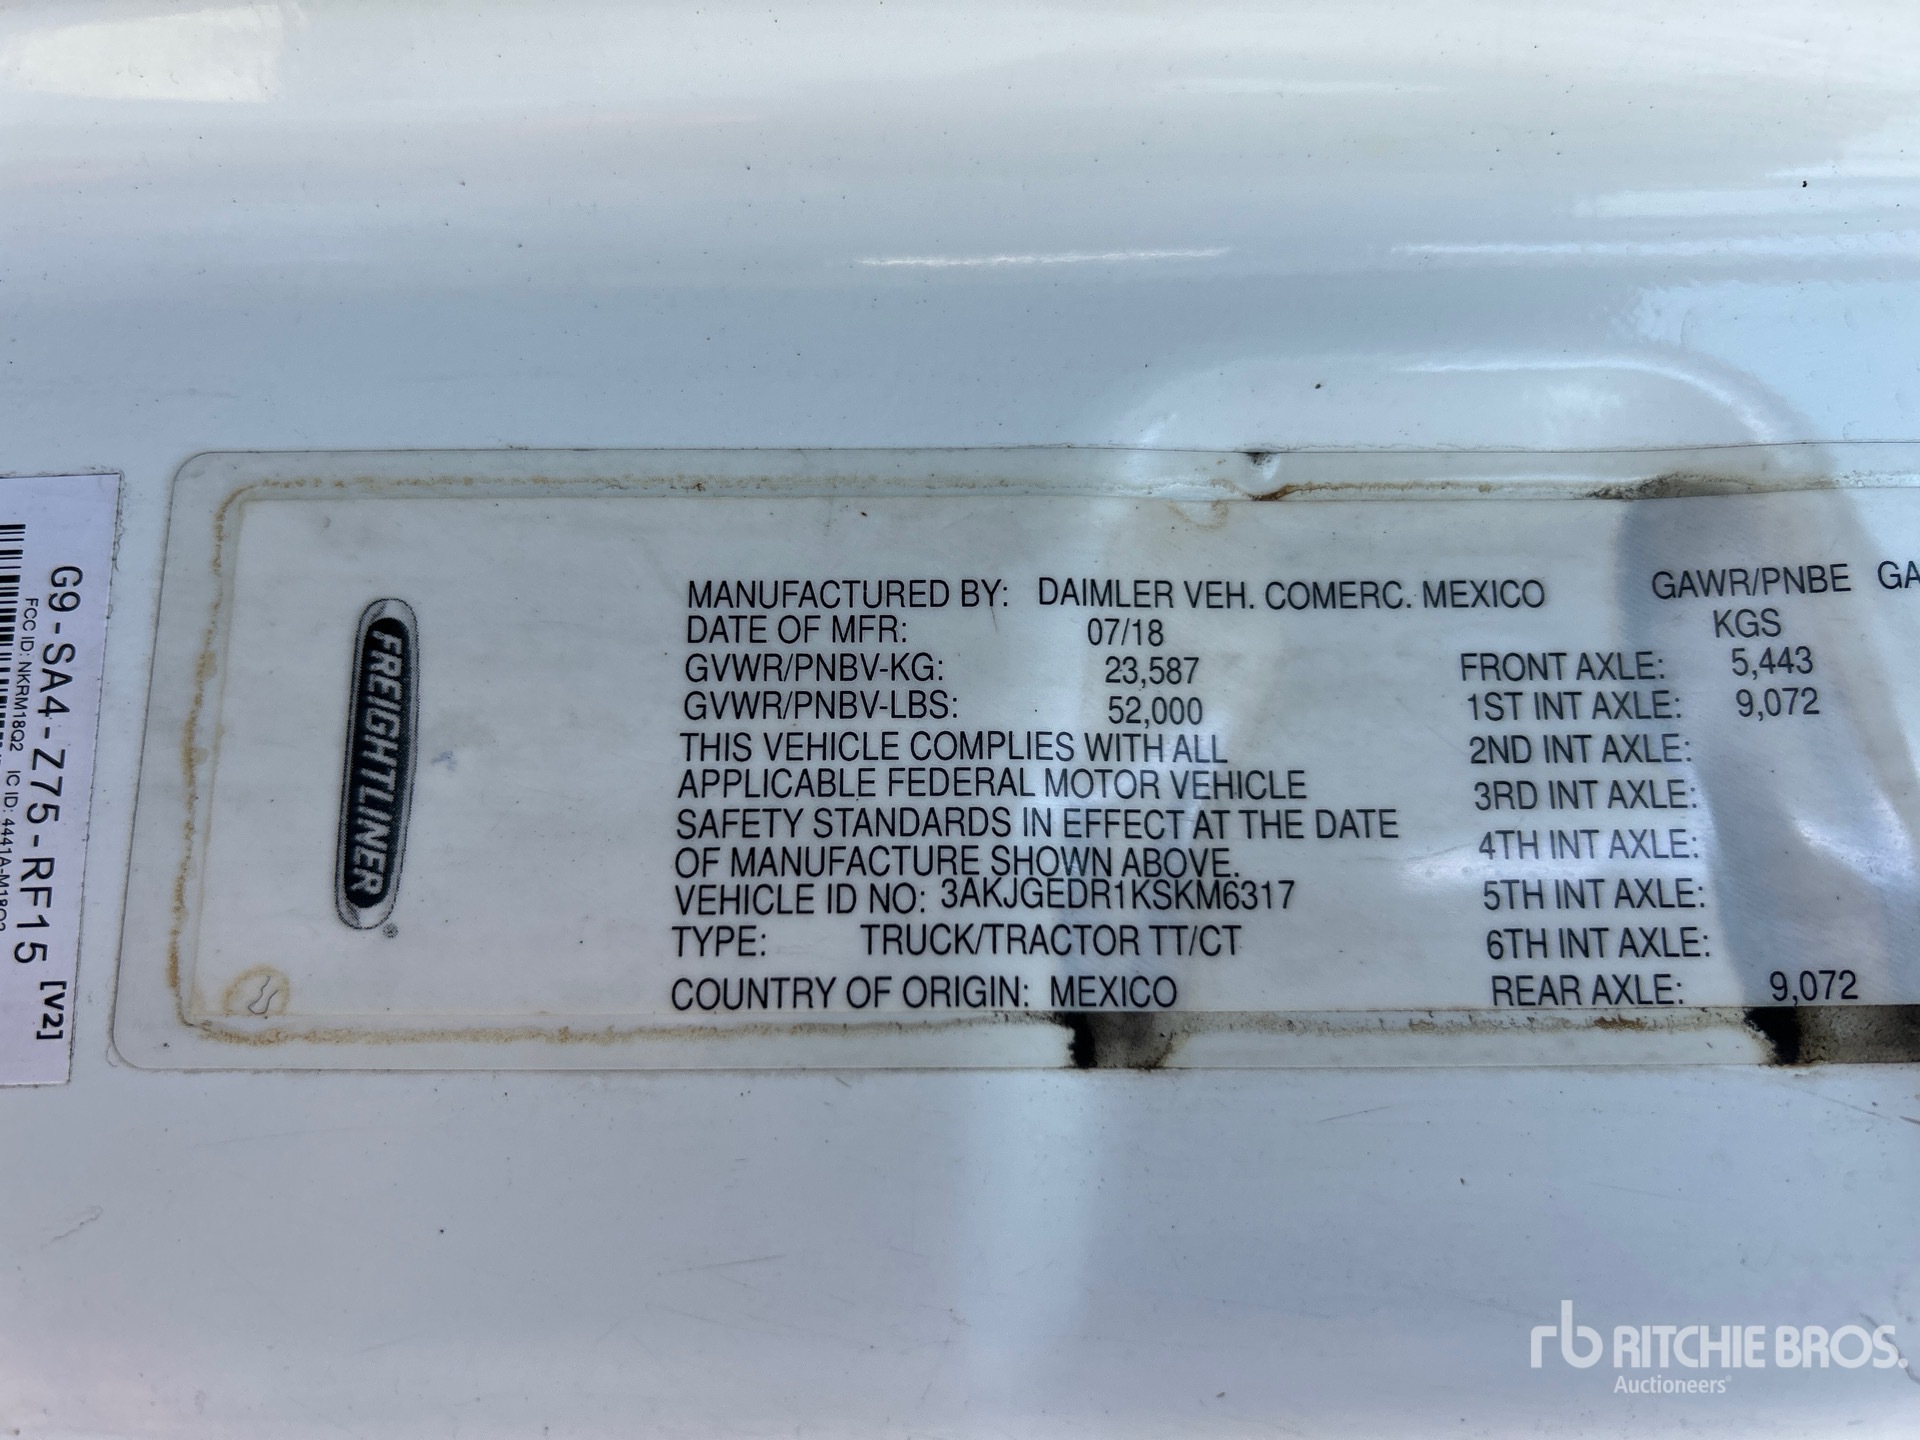 G9-SA4-Z75-RF15 [V2]
FCC ID: NKRM18Q2 IC ID: 4441A-M18Q2
FREIGHTLINER
MANUFACTURED BY: DAIMLER VEH. COMERC. MEXICO
DATE OF MFR: 07/18
GVWR/PNBV-KG: 23,587
GVWR/PNBV-LBS: 52,000
THIS VEHICLE COMPLIES WITH ALL
APPLICABLE FEDERAL MOTOR VEHICLE
SAFETY STANDARDS IN EFFECT AT THE DATE
OF MANUFACTURE SHOWN ABOVE.
VEHICLE ID NO: 3AKJGEDR1KSKM6317
TYPE: TRUCK/TRACTOR TT/CT
COUNTRY OF ORIGIN: MEXICO
GAWR/PNBE GA
KGS
FRONT AXLE: 5,443
1ST INT AXLE: 9,072
2ND INT AXLE:
3RD INT AXLE:
4TH INT AXLE:
5TH INT AXLE:
6TH INT AXLE:
REAR AXLE: 9,072
rb RITCHIE BROS.
Auctioneers